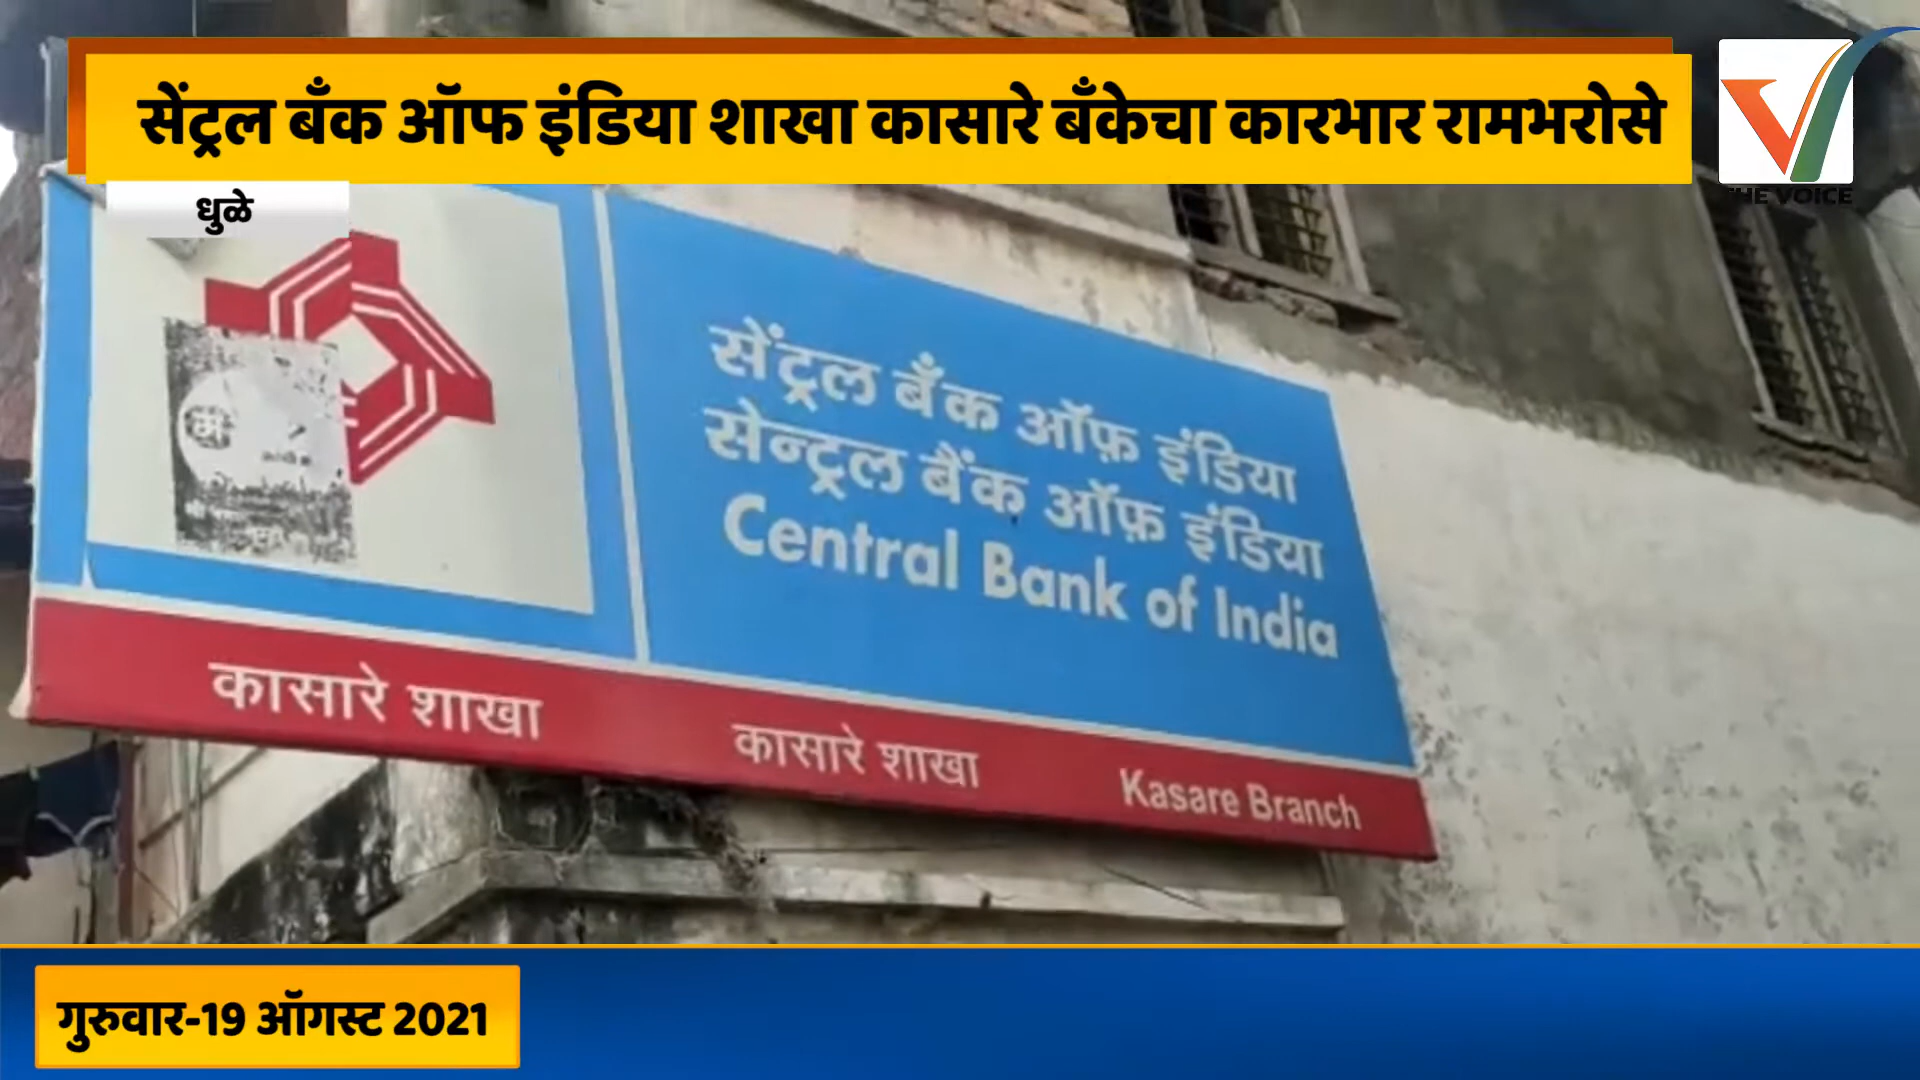 सेंट्रल बँक ऑफ इंडिया शाखा कासारे बँकेचा कारभार रामभरोसे
THE VOICE
धुळे
सेंट्रल बँक ऑफ़ इंडिया
सेन्ट्रल बैंक ऑफ़ इंडिया
Central Bank of India
कासारे शाखा
कासारे शाखा
Kasare Branch
गुरुवार-19 ऑगस्ट 2021